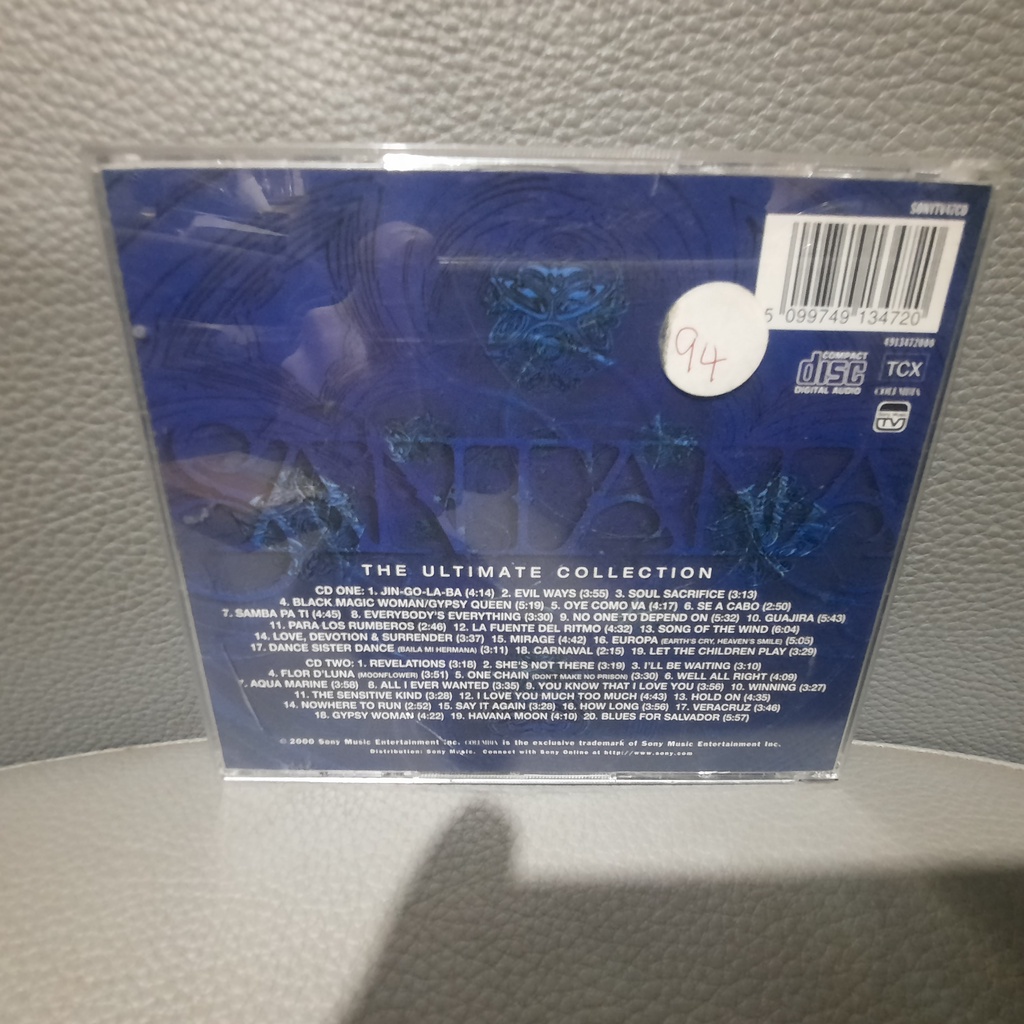 SONYTV47CD
5 099749 134720
94
4913472000
COMPACT
disc
DIGITAL AUDIO
TCX
COLUMBIA
TV
SANTANA
THE ULTIMATE COLLECTION
CD ONE: 1. JIN-GO-LA-BA (4:14) 2. EVIL WAYS (3:55) 3. SOUL SACRIFICE (3:13)
4. BLACK MAGIC WOMAN/GYPSY QUEEN (5:19) 5. OYE COMO VA (4:17) 6. SE A CABO (2:50)
7. SAMBA PA TI (4:45) 8. EVERYBODY'S EVERYTHING (3:30) 9. NO ONE TO DEPEND ON (5:32) 10. GUAJIRA (5:43)
11. PARA LOS RUMBEROS (2:46) 12. LA FUENTE DEL RITMO (4:32) 13. SONG OF THE WIND (6:04)
14. LOVE, DEVOTION & SURRENDER (3:37) 15. MIRAGE (4:42) 16. EUROPA (EARTH'S CRY, HEAVEN'S SMILE) (5:05)
17. DANCE SISTER DANCE (BAILA MI HERMANA) (3:11) 18. CARNAVAL (2:15) 19. LET THE CHILDREN PLAY (3:29)
CD TWO: 1. REVELATIONS (3:18) 2. SHE'S NOT THERE (3:19) 3. I'LL BE WAITING (3:10)
4. FLOR D'LUNA (MOONFLOWER) (3:51) 5. ONE CHAIN (DON'T MAKE NO PRISON) (3:30) 6. WELL ALL RIGHT (4:09)
7. AQUA MARINE (3:58) 8. ALL I EVER WANTED (3:35) 9. YOU KNOW THAT I LOVE YOU (3:56) 10. WINNING (3:27)
11. THE SENSITIVE KIND (3:28) 12. I LOVE YOU MUCH TOO MUCH (4:43) 13. HOLD ON (4:35)
14. NOWHERE TO RUN (2:52) 15. SAY IT AGAIN (3:28) 16. HOW LONG (3:56) 17. VERACRUZ (3:46)
18. GYPSY WOMAN (4:22) 19. HAVANA MOON (4:10) 20. BLUES FOR SALVADOR (5:57)
© 2000 Sony Music Entertainment Inc. COLUMBIA is the exclusive trademark of Sony Music Entertainment Inc.
Distribution: Sony Music. Connect with Sony Online at http://www.sony.com